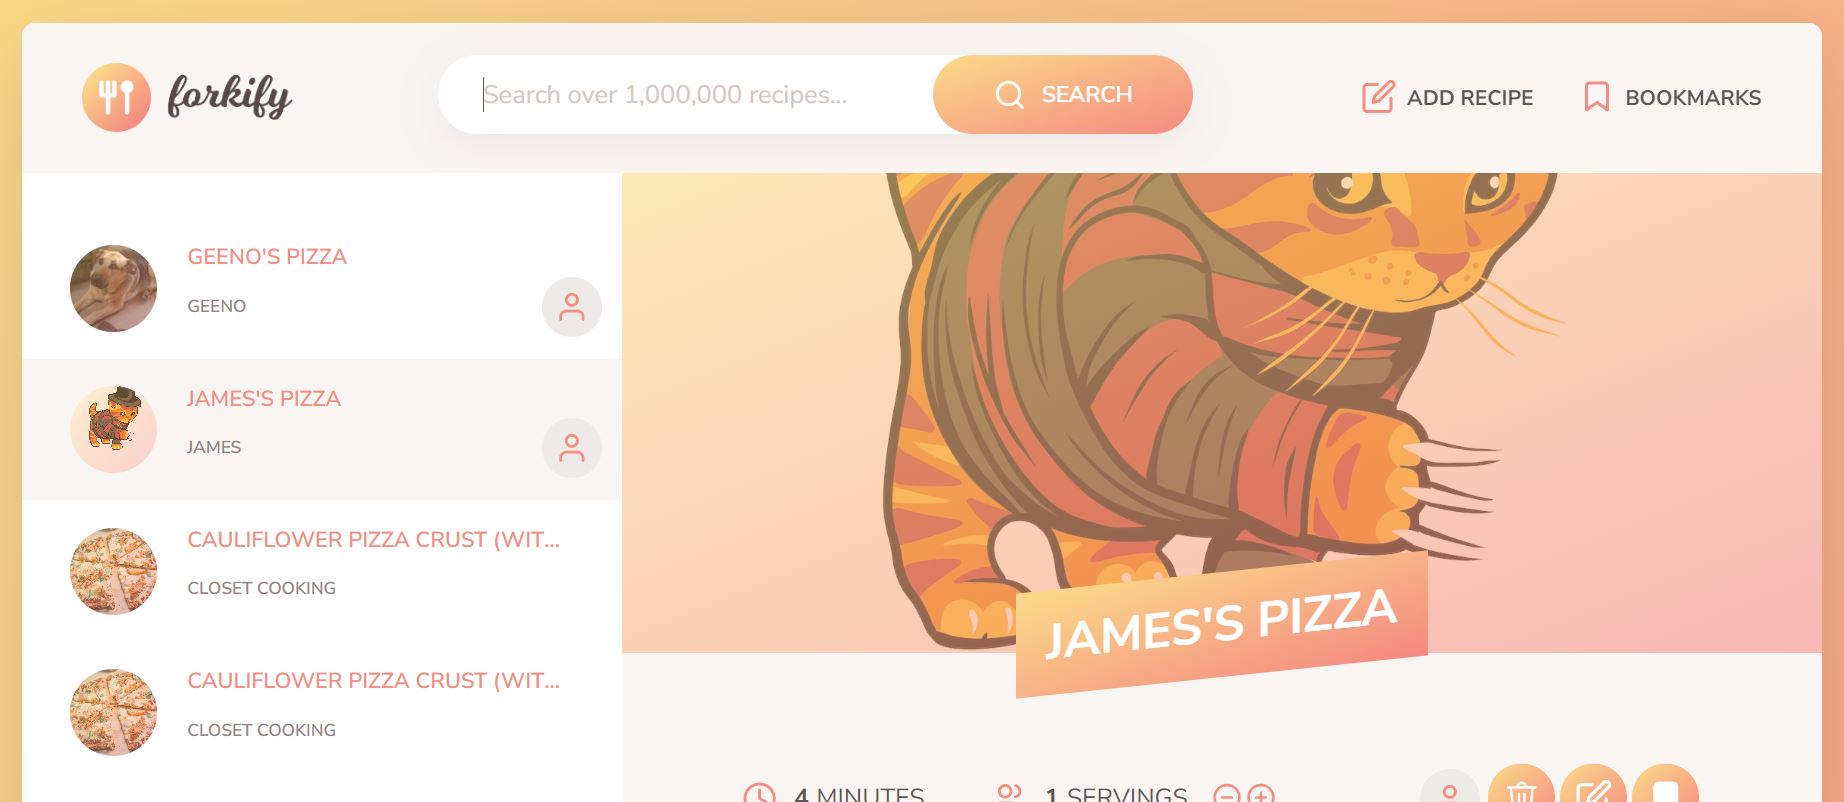 forkify
Search over 1,000,000 recipes...
SEARCH
ADD RECIPE
BOOKMARKS
GEENO'S PIZZA
GEENO
JAMES'S PIZZA
JAMES
CAULIFLOWER PIZZA CRUST (WIT...
CLOSET COOKING
CAULIFLOWER PIZZA CRUST (WIT...
CLOSET COOKING
JAMES'S PIZZA
4 MINUTES
1 SERVINGS